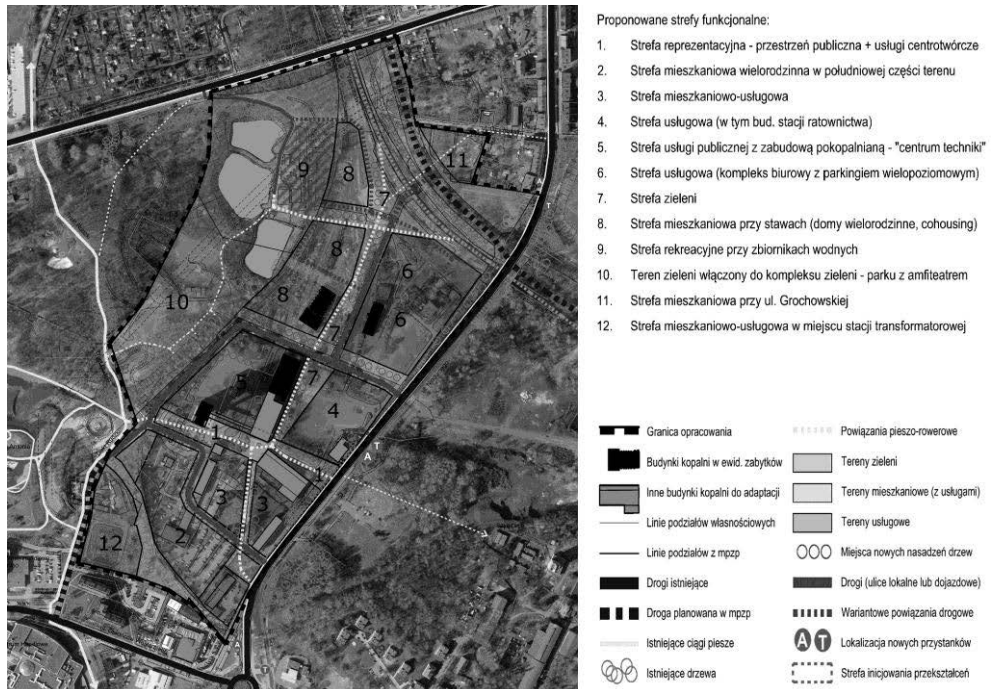 Proponowane strefy funkcjonalne:
1. Strefa reprezentacyjna - przestrzeń publiczna + usługi centrotwórcze
2. Strefa mieszkaniowa wielorodzinna w południowej części terenu
3. Strefa mieszkaniowo-usługowa
4. Strefa usługowa (w tym bud. stacji ratownictwa)
5. Strefa usługi publicznej z zabudową pokopalnianą - "centrum techniki"
6. Strefa usługowa (kompleks biurowy z parkingiem wielopoziomowym)
7. Strefa zieleni
8. Strefa mieszkaniowa przy stawach (domy wielorodzinne, cohousing)
9. Strefa rekreacyjne przy zbiornikach wodnych
10. Teren zieleni włączony do kompleksu zieleni - parku z amfiteatrem
11. Strefa mieszkaniowa przy ul. Grochowskiej
12. Strefa mieszkaniowo-usługowa w miejscu stacji transformatorowej
Granica opracowania
Budynki kopalni w ewid. zabytków
Inne budynki kopalni do adaptacji
Linie podziałów własnościowych
Linie podziałów z mpzp
Drogi istniejące
Droga planowana w mpzp
Istniejące ciągi piesze
Istniejące drzewa
Powiązania pieszo-rowerowe
Tereny zieleni
Tereny mieszkaniowe (z usługami)
Tereny usługowe
Miejsca nowych nasadzeń drzew
Drogi (ulice lokalne lub dojazdowe)
Wariantowe powiązania drogowe
A T Lokalizacja nowych przystanków
Strefa inicjowania przekształceń
11
9
8
7
8
6
10
8
6
7
5
7
4
1
1
3
3
2
12
T
A
T
A
T